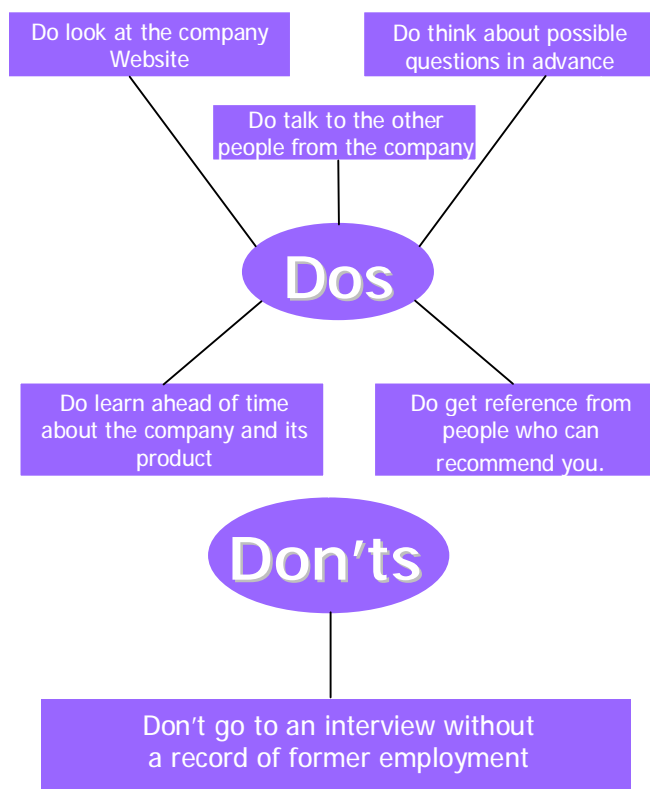 Do look at the company
Website
Do think about possible
questions in advance
Do talk to the other
people from the company
Dos
Do learn ahead of time
about the company and its
product
Do get reference from
people who can
recommend you.
Don't ts
Don't go to an interview without
a record of former employment